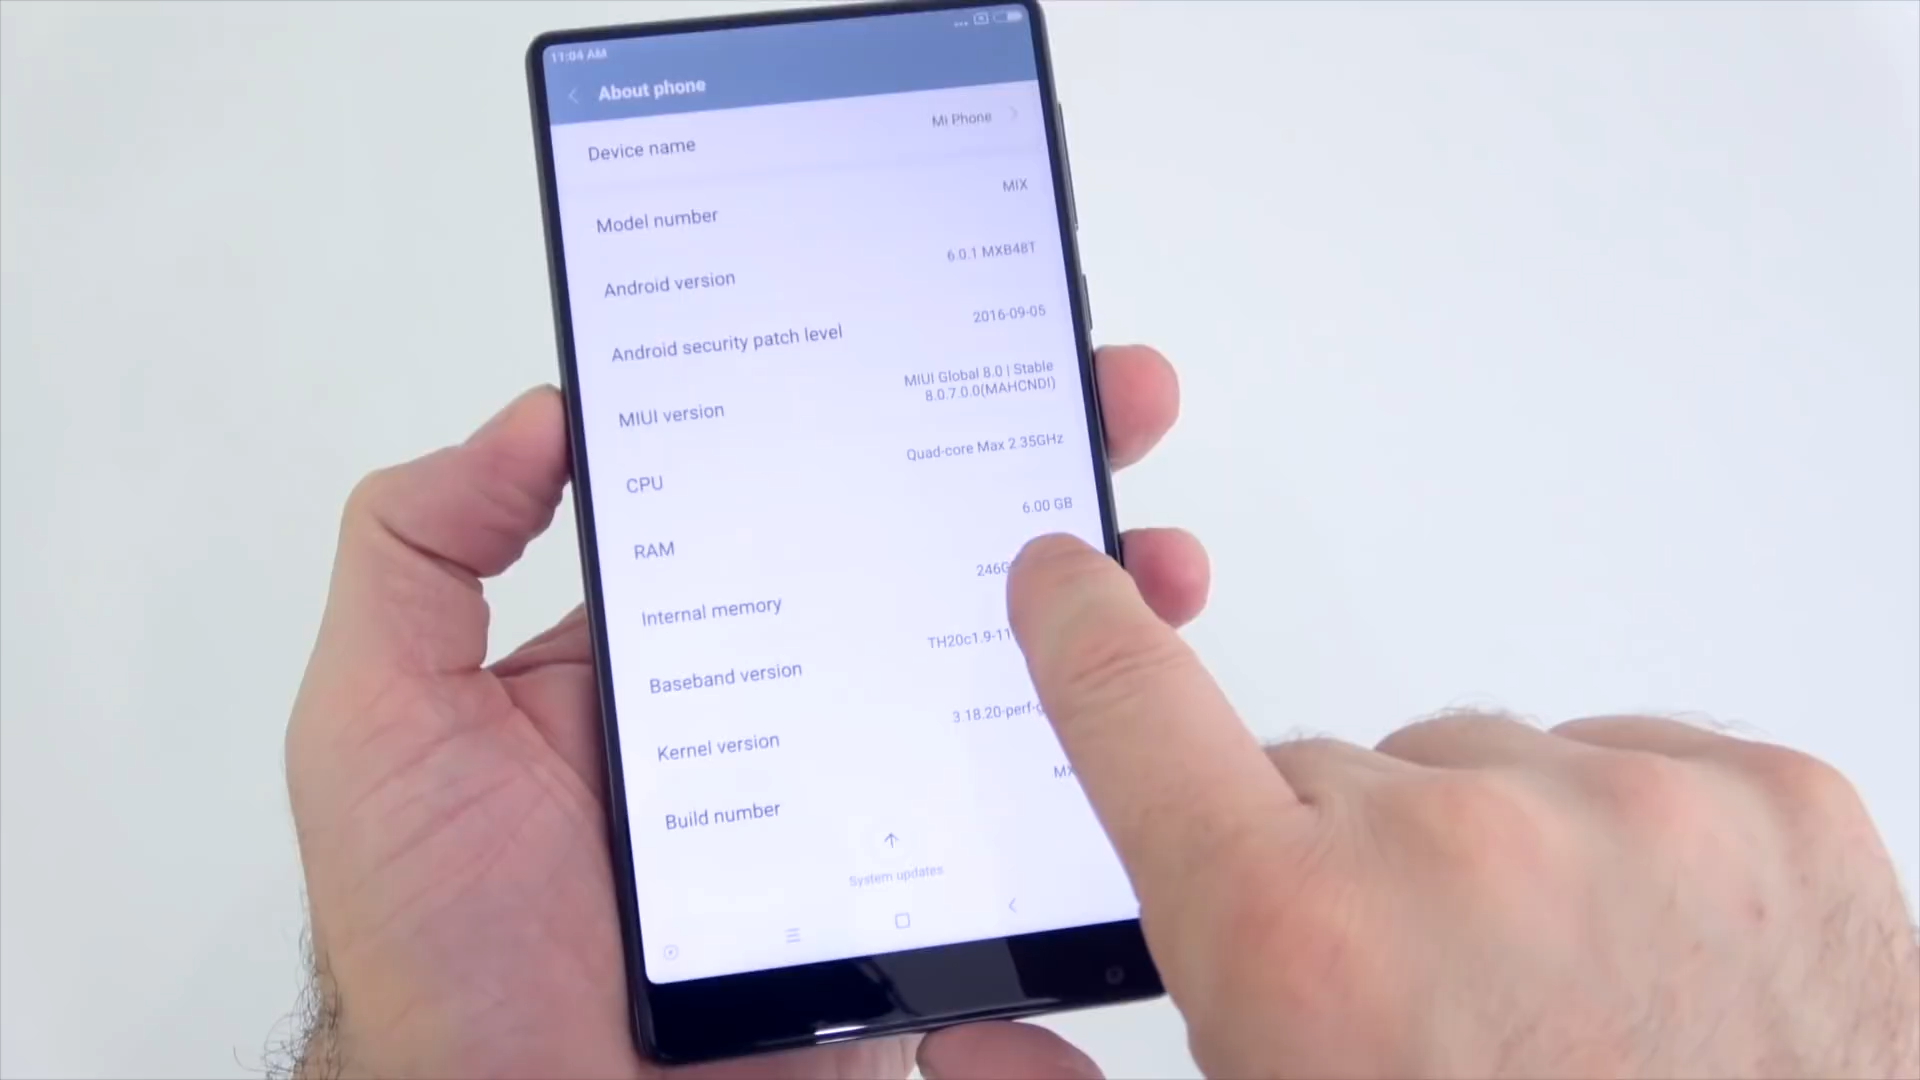 11:04 AM
About phone
Device name Mi Phone
Model number MIX
Android version 6.0.1 MXB48T
Android security patch level 2016-09-05
MIUI version MIUI Global 8.0 | Stable
8.0.7.0.0(MAHCNDI)
CPU Quad-core Max 2.35GHz
RAM 6.00 GB
Internal memory
Baseband version
Kernel version
Build number
System updates